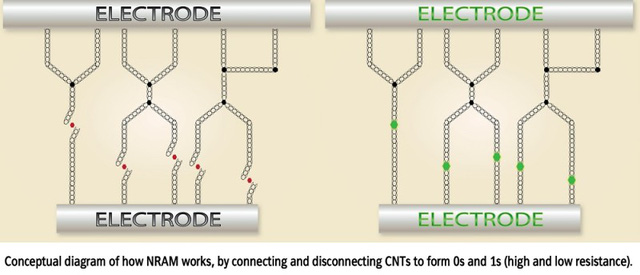 ELECTRODE
ELECTRODE
ELECTRODE
ELECTRODE
Conceptual diagram of how NRAM works, by connecting and disconnecting CNTs to form 0s and 1s (high and low resistance).